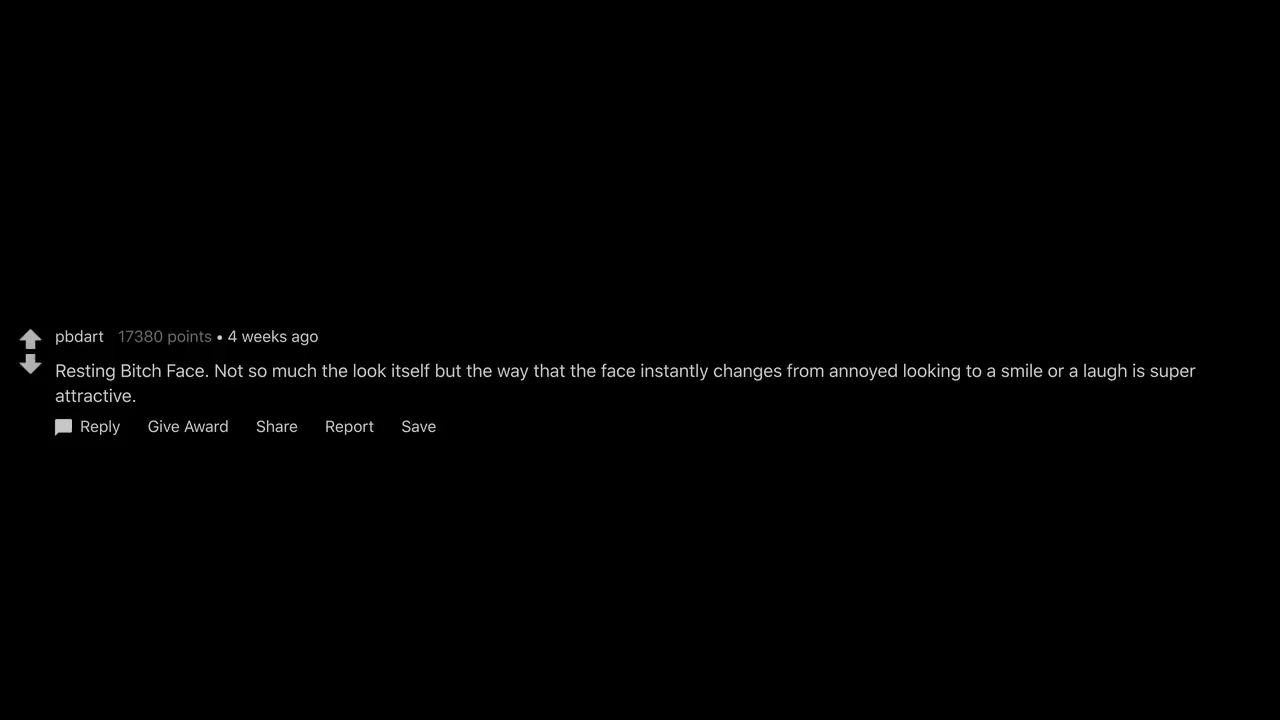 pbdart 17380 points • 4 weeks ago
Resting Bitch Face. Not so much the look itself but the way that the face instantly changes from annoyed looking to a smile or a laugh is super
attractive.
Reply Give Award Share Report Save